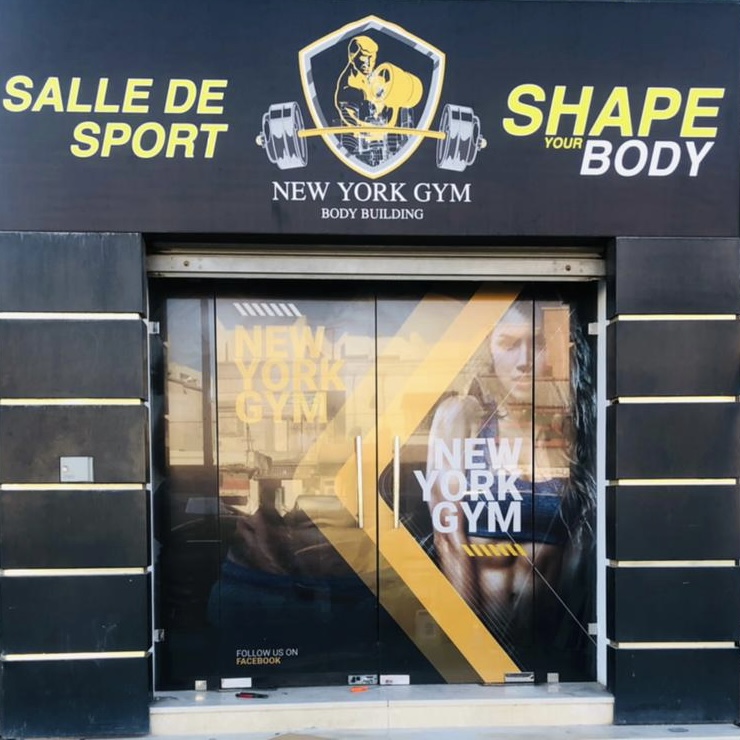 SALLE DE
SPORT
NEW YORK GYM
BODY BUILDING
SHAPE
YOUR
BODY
NEW
YORK
GYM
NEW
YORK
GYM
FOLLOW US ON
FACEBOOK